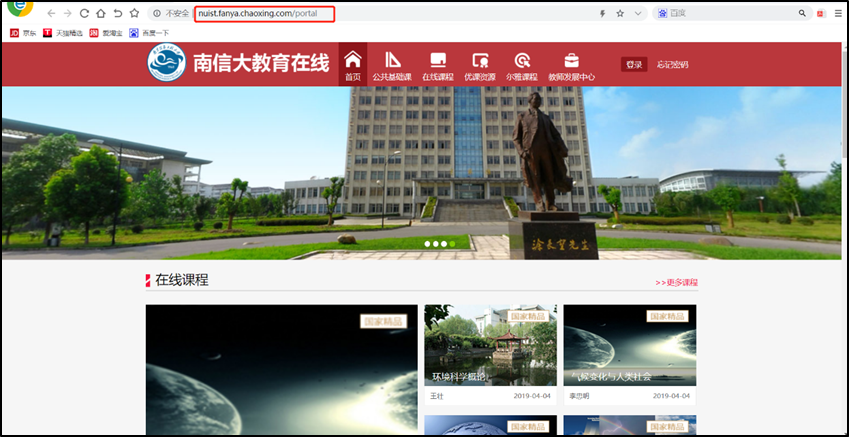 不安全 nuist.fanya.chaoxing.com/portal 百度
京东 天猫精选 爱淘宝 百度一下
南信大教育在线
首页 公共基础课 在线课程 优课资源 尔雅课程 教师发展中心 登录 忘记密码
涂长望先生
在线课程
>>更多课程
国家精品
国家精品
国家精品
环境科学概论
气候变化与人类社会
王壮 2019-04-04
李忠明 2019-04-04
国家精品
国家精品